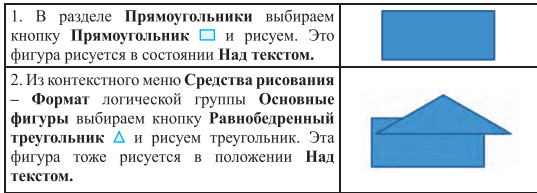 1. В разделе Прямоугольники выбираем
кнопку Прямоугольник и рисуем. Это
фигура рисуется в состоянии Над текстом.
2. Из контекстного меню Средства рисования
– Формат логической группы Основные
фигуры выбираем кнопку Равнобедренный
треугольник и рисуем треугольник. Эта
фигура тоже рисуется в положении Над
текстом.